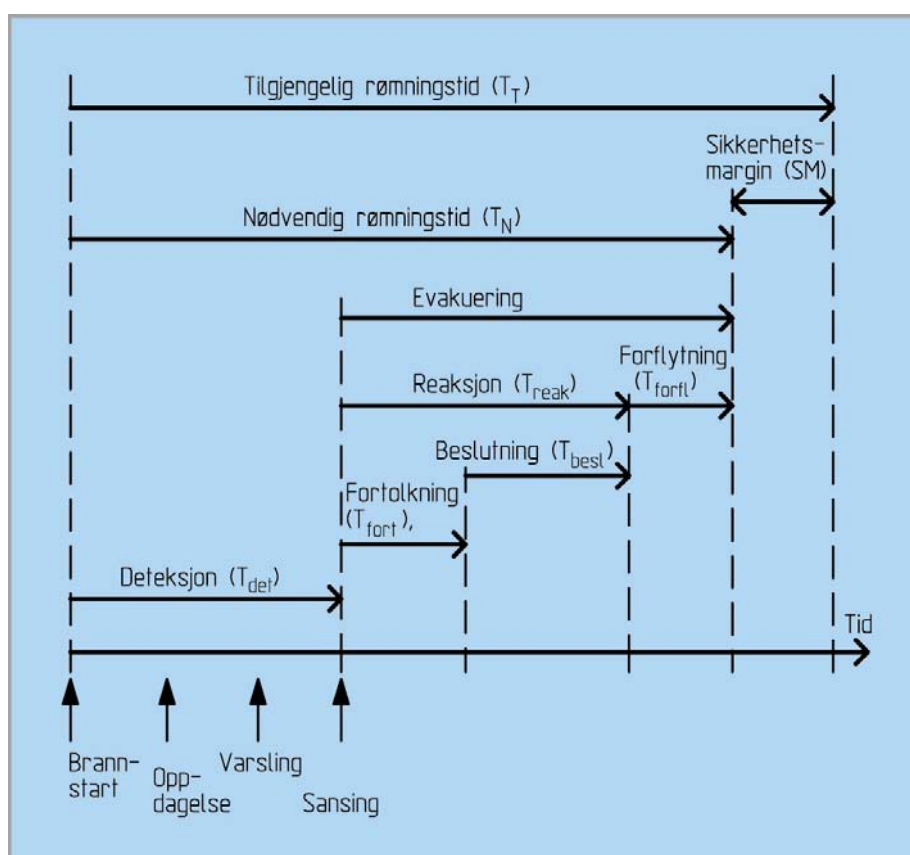 Tilgjengelig rømningstid (T_T)
Sikkerhets-
margin (SM)
Nødvendig rømningstid (T_N)
Evakuering
Forflytning
(T_forfl)
Reaksjon (T_reak)
Beslutning (T_besl)
Fortolkning
(T_fort),
Deteksjon (T_det)
Tid
Brann-
start
Opp-
dagelse
Varsling
Sansing